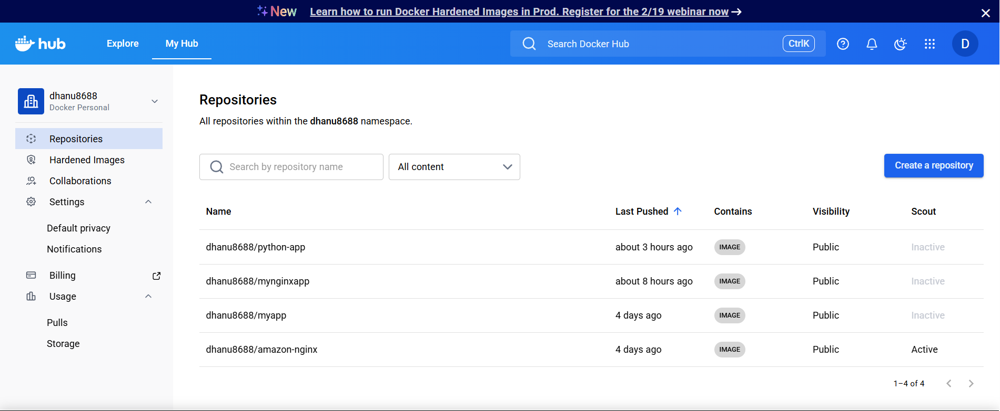 New Learn how to run Docker Hardened Images in Prod. Register for the 2/19 webinar now
hub Explore My Hub Search Docker Hub CtrlK D
dhanu8688
Docker Personal
Repositories
Hardened Images
Collaborations
Settings
Default privacy
Notifications
Billing
Usage
Pulls
Storage
Repositories
All repositories within the dhanu8688 namespace.
Search by repository name All content Create a repository
Name Last Pushed Contains Visibility Scout
dhanu8688/python-app about 3 hours ago IMAGE Public Inactive
dhanu8688/mynginxapp about 8 hours ago IMAGE Public Inactive
dhanu8688/myapp 4 days ago IMAGE Public Inactive
dhanu8688/amazon-nginx 4 days ago IMAGE Public Active
1–4 of 4